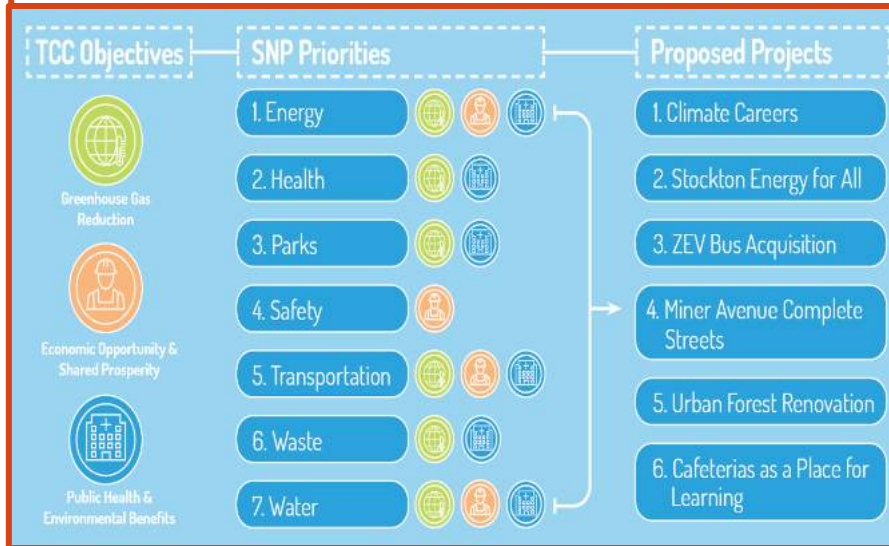 TCC Objectives
SNP Priorities
Proposed Projects
Greenhouse Gas
Reduction
Economic Opportunity &
Shared Prosperity
Public Health &
Environmental Benefits
1. Energy
2. Health
3. Parks
4. Safety
5. Transportation
6. Waste
7. Water
1. Climate Careers
2. Stockton Energy for All
3. ZEV Bus Acquisition
4. Miner Avenue Complete
Streets
5. Urban Forest Renovation
6. Cafeterias as a Place for
Learning